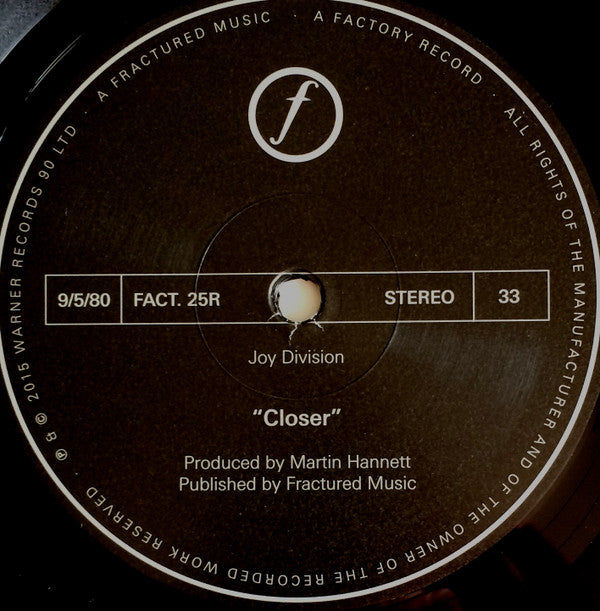 A FRACTURED MUSIC · A FACTORY RECORD · ALL RIGHTS OF THE MANUFACTURER AND OF THE OWNER OF THE RECORDED WORK RESERVED
℗ & © 2015 WARNER RECORDS 90 LTD ·
f
9/5/80 FACT. 25R STEREO 33
Joy Division
“Closer”
Produced by Martin Hannett
Published by Fractured Music